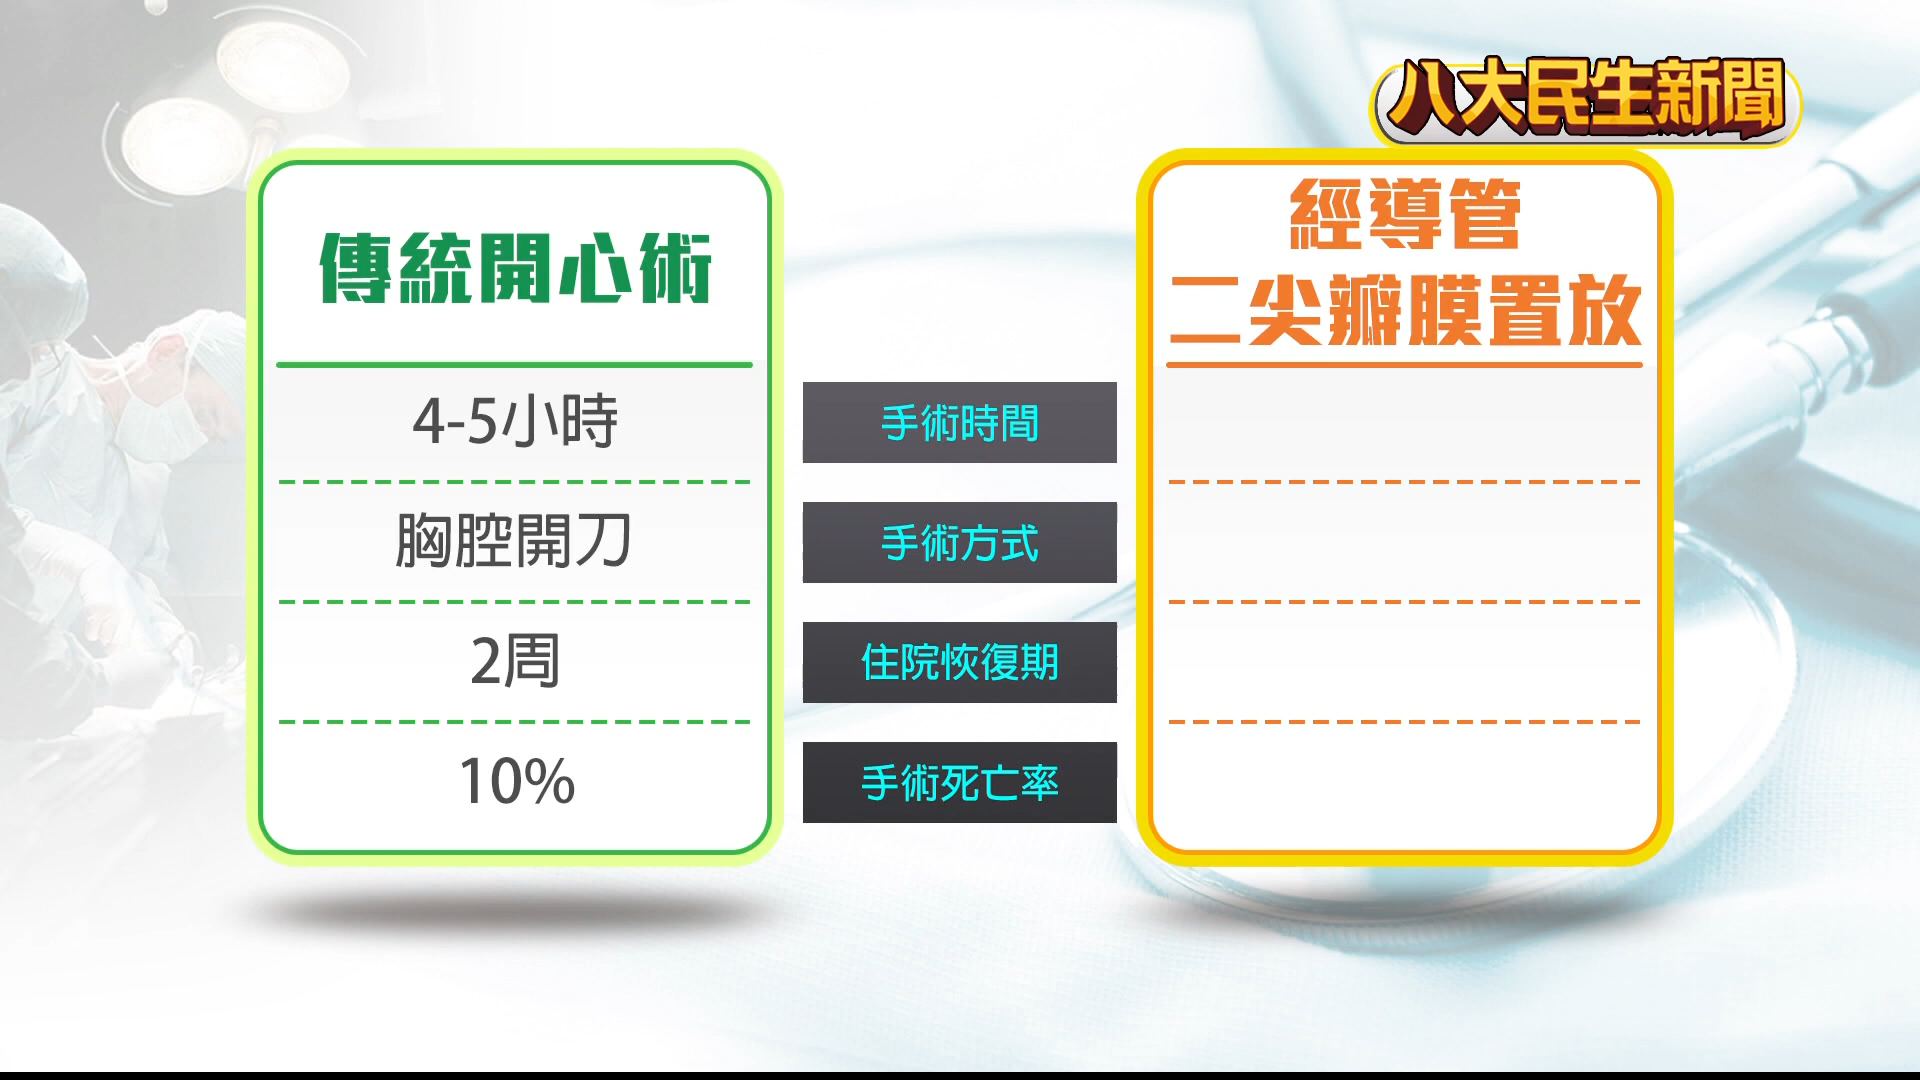 八大民生新聞
傳統開心術
經導管
二尖瓣膜置放
4-5小時
手術時間
胸腔開刀
手術方式
2周
住院恢復期
10%
手術死亡率